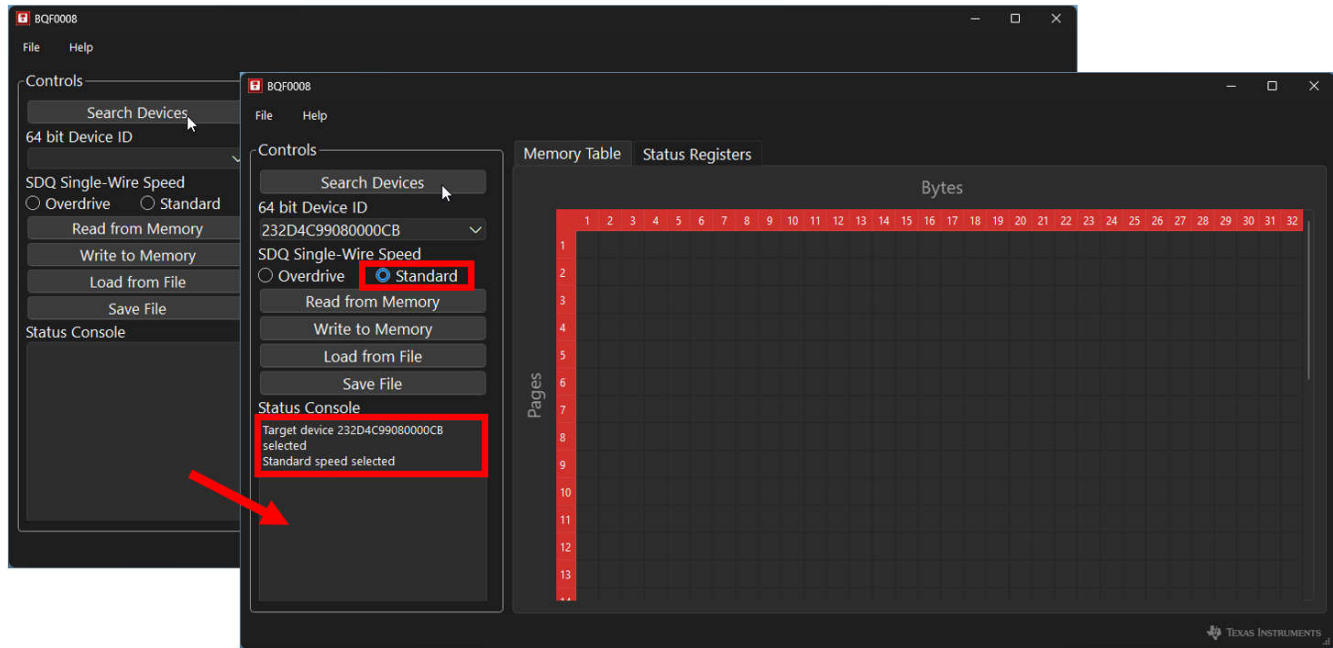 BQF0008
File Help
Controls
Search Devices
64 bit Device ID
SDQ Single-Wire Speed
Overdrive Standard
Read from Memory
Write to Memory
Load from File
Save File
Status Console
BQF0008
File Help
Controls
Search Devices
64 bit Device ID
232D4C99080000CB
SDQ Single-Wire Speed
Overdrive Standard
Read from Memory
Write to Memory
Load from File
Save File
Status Console
Target device 232D4C99080000CB
selected
Standard speed selected
Memory Table Status Registers
Bytes
1 2 3 4 5 6 7 8 9 10 11 12 13 14 15 16 17 18 19 20 21 22 23 24 25 26 27 28 29 30 31 32
Pages
1
2
3
4
5
6
7
8
9
10
11
12
13
TEXAS INSTRUMENTS